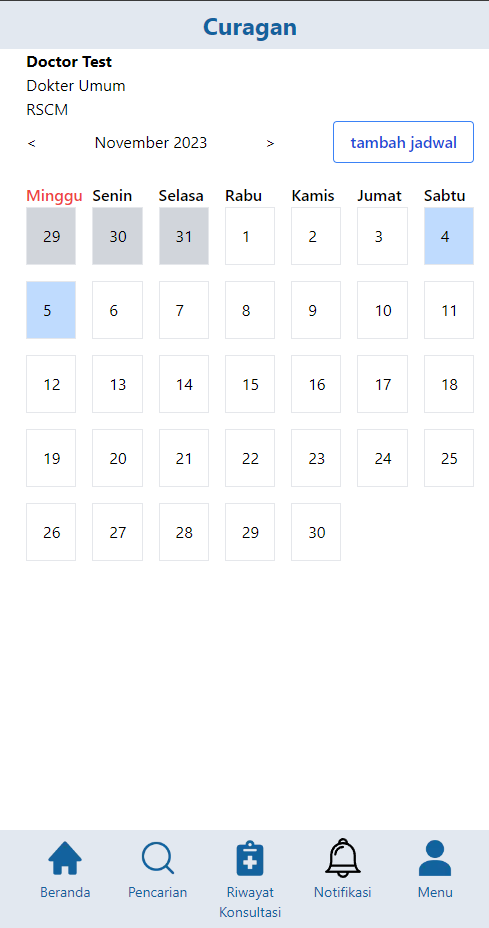 Curagan
Doctor Test
Dokter Umum
RSCM
< November 2023 > tambah jadwal
Minggu Senin Selasa Rabu Kamis Jumat Sabtu
29 30 31 1 2 3 4
5 6 7 8 9 10 11
12 13 14 15 16 17 18
19 20 21 22 23 24 25
26 27 28 29 30
Beranda Pencarian Riwayat Notifikasi Menu
Konsultasi